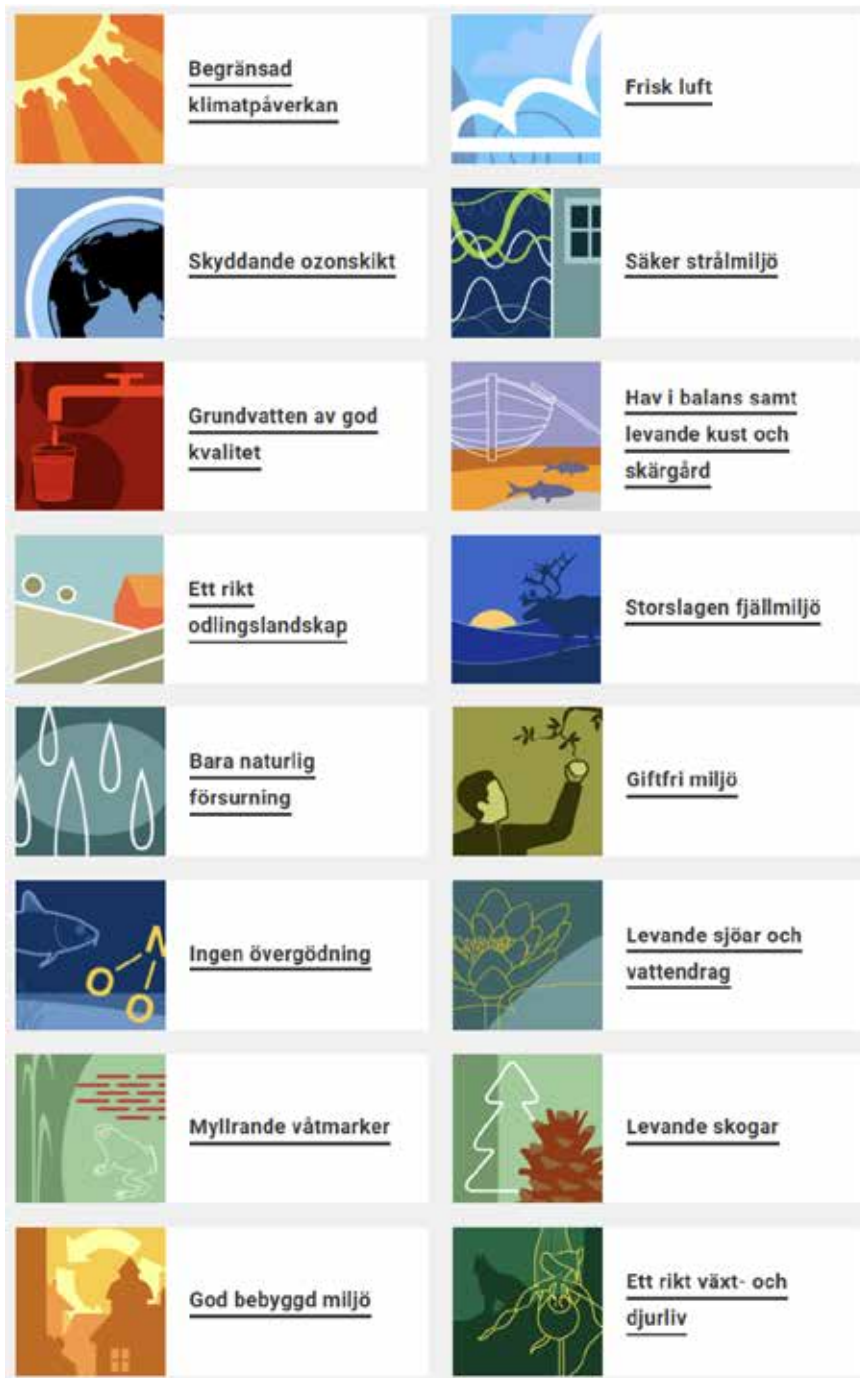 Begränsad
klimatpåverkan
Frisk luft
Skyddande ozonskikt
Säker strålmiljö
Grundvatten av god
kvalitet
Hav i balans samt
levande kust och
skärgård
Ett rikt
odlingslandskap
Storslagen fjällmiljö
Bara naturlig
försurning
Giftfri miljö
Ingen övergödning
N
O
O
Levande sjöar och
vattendrag
Myllrande våtmarker
Levande skogar
God bebyggd miljö
Ett rikt växt- och
djurliv